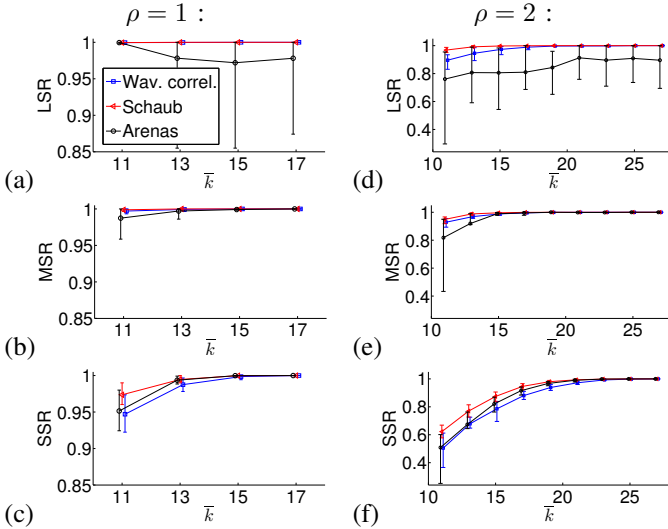 ρ = 1 :
1
0.95
0.9
0.85
LSR
Wav. correl.
Schaub
Arenas
11 13 15 17
k̅
(a)
1
0.95
0.9
0.85
MSR
11 13 15 17
k̅
(b)
1
0.95
0.9
0.85
SSR
11 13 15 17
k̅
(c)
ρ = 2 :
1
0.8
0.6
0.4
LSR
10 15 20 25
k̅
(d)
1
0.8
0.6
0.4
MSR
10 15 20 25
k̅
(e)
1
0.8
0.6
0.4
SSR
10 15 20 25
k̅
(f)